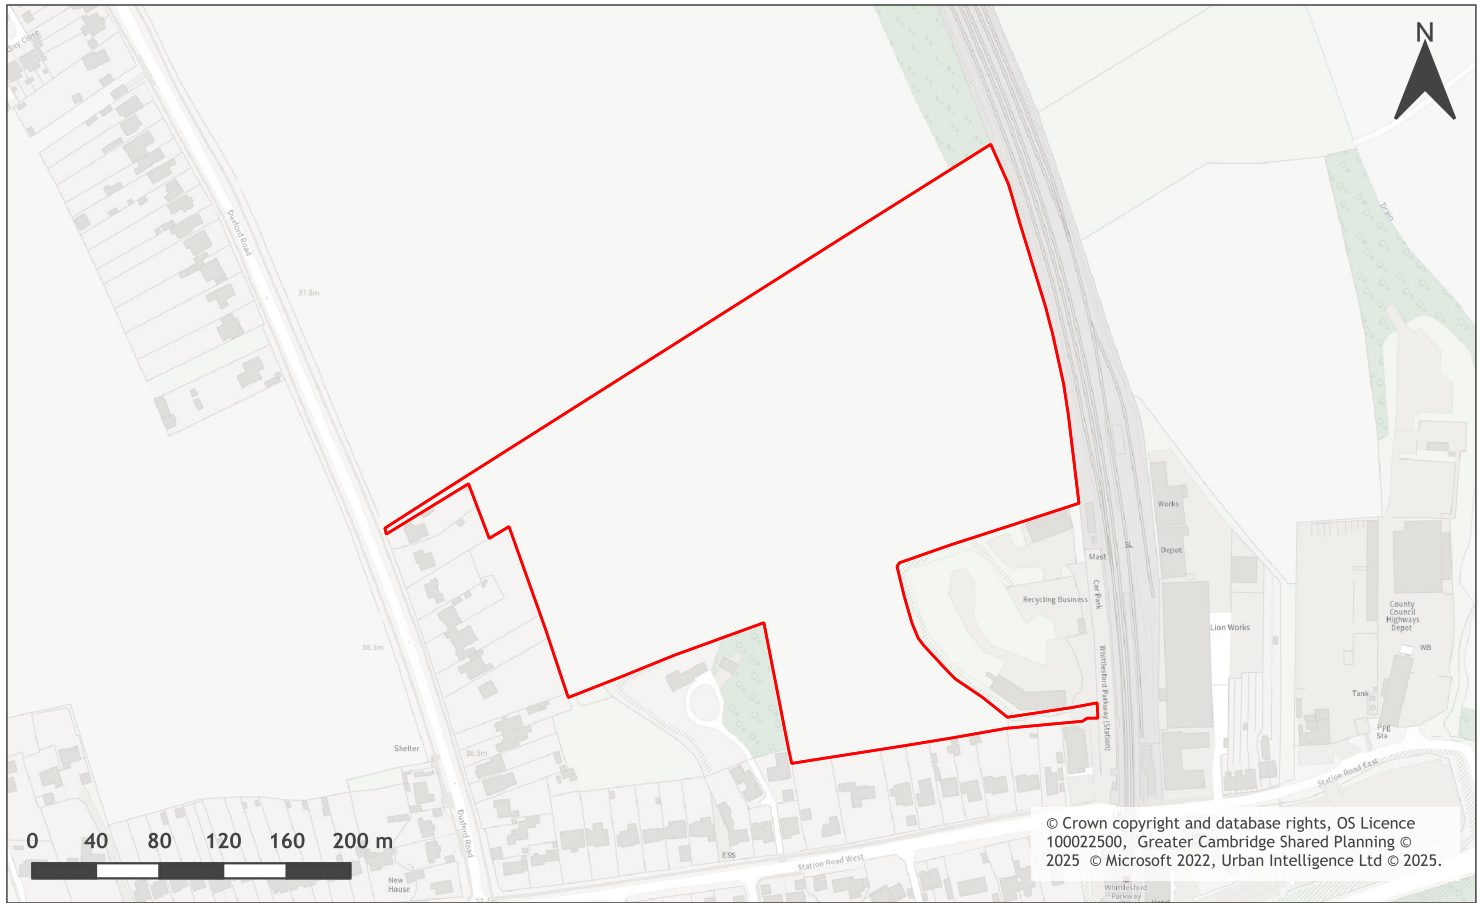 N
Duxford Road
37.8m
Drain
Works
SL
Mast
Depot
Car Park
Recycling Business
Lion Works
County
Council
Highways
Depot
WB
38.1m
Whittlesford Parkway (Station)
Tank
Ppg
Sta
Shelter
36.5m
Station Road East
Duxford Road
0 40 80 120 160 200 m
ESS
Station Road West
New
House
Whittlesford
Parkway
Hotel
© Crown copyright and database rights, OS Licence
100022500, Greater Cambridge Shared Planning ©
2025 © Microsoft 2022, Urban Intelligence Ltd © 2025.